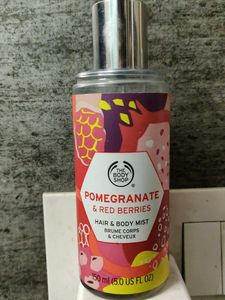 THE
BODY
SHOP
POMEGRANATE
& RED BERRIES
HAIR & BODY MIST
BRUME CORPS
& CHEVEUX
150 ml (5.0 US FL OZ)